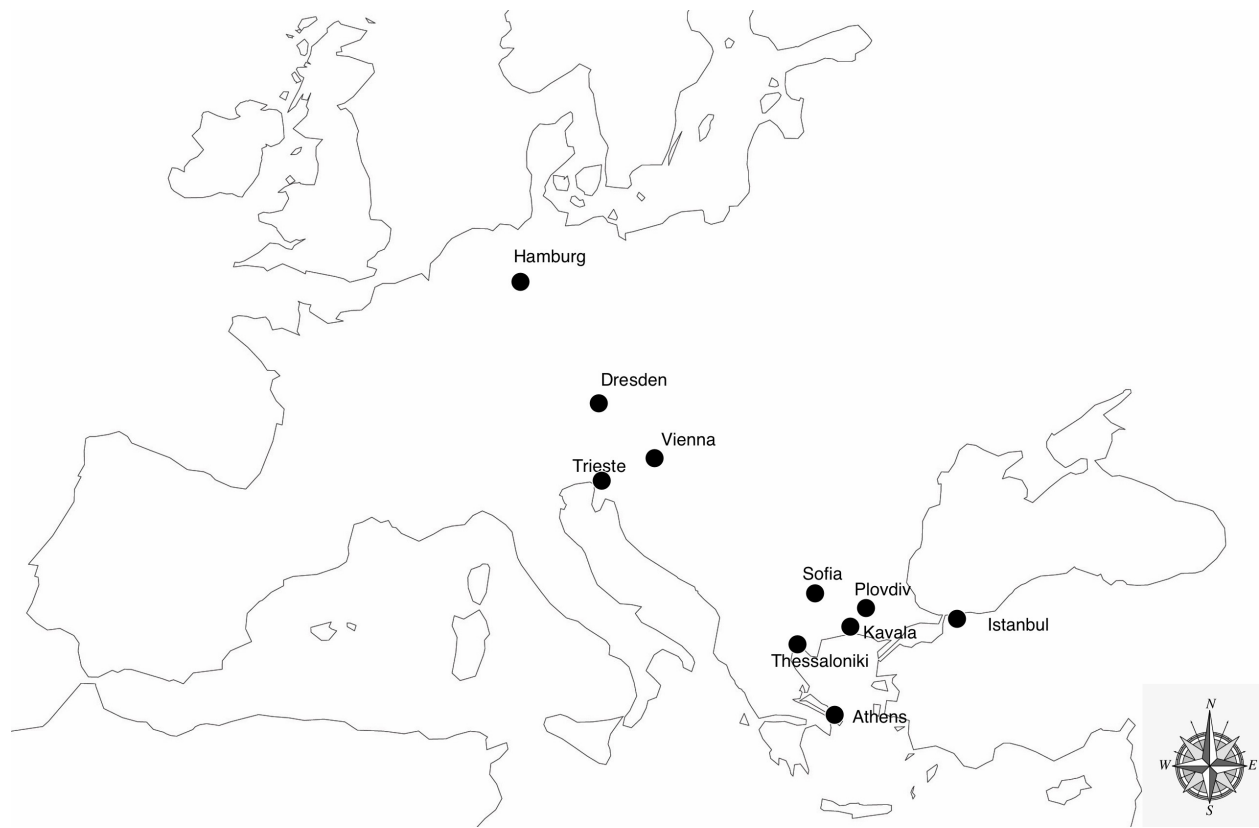 Hamburg
Dresden
Vienna
Trieste
Sofia
Plovdiv
Kavala
Istanbul
Thessaloniki
Athens
N
W
E
S